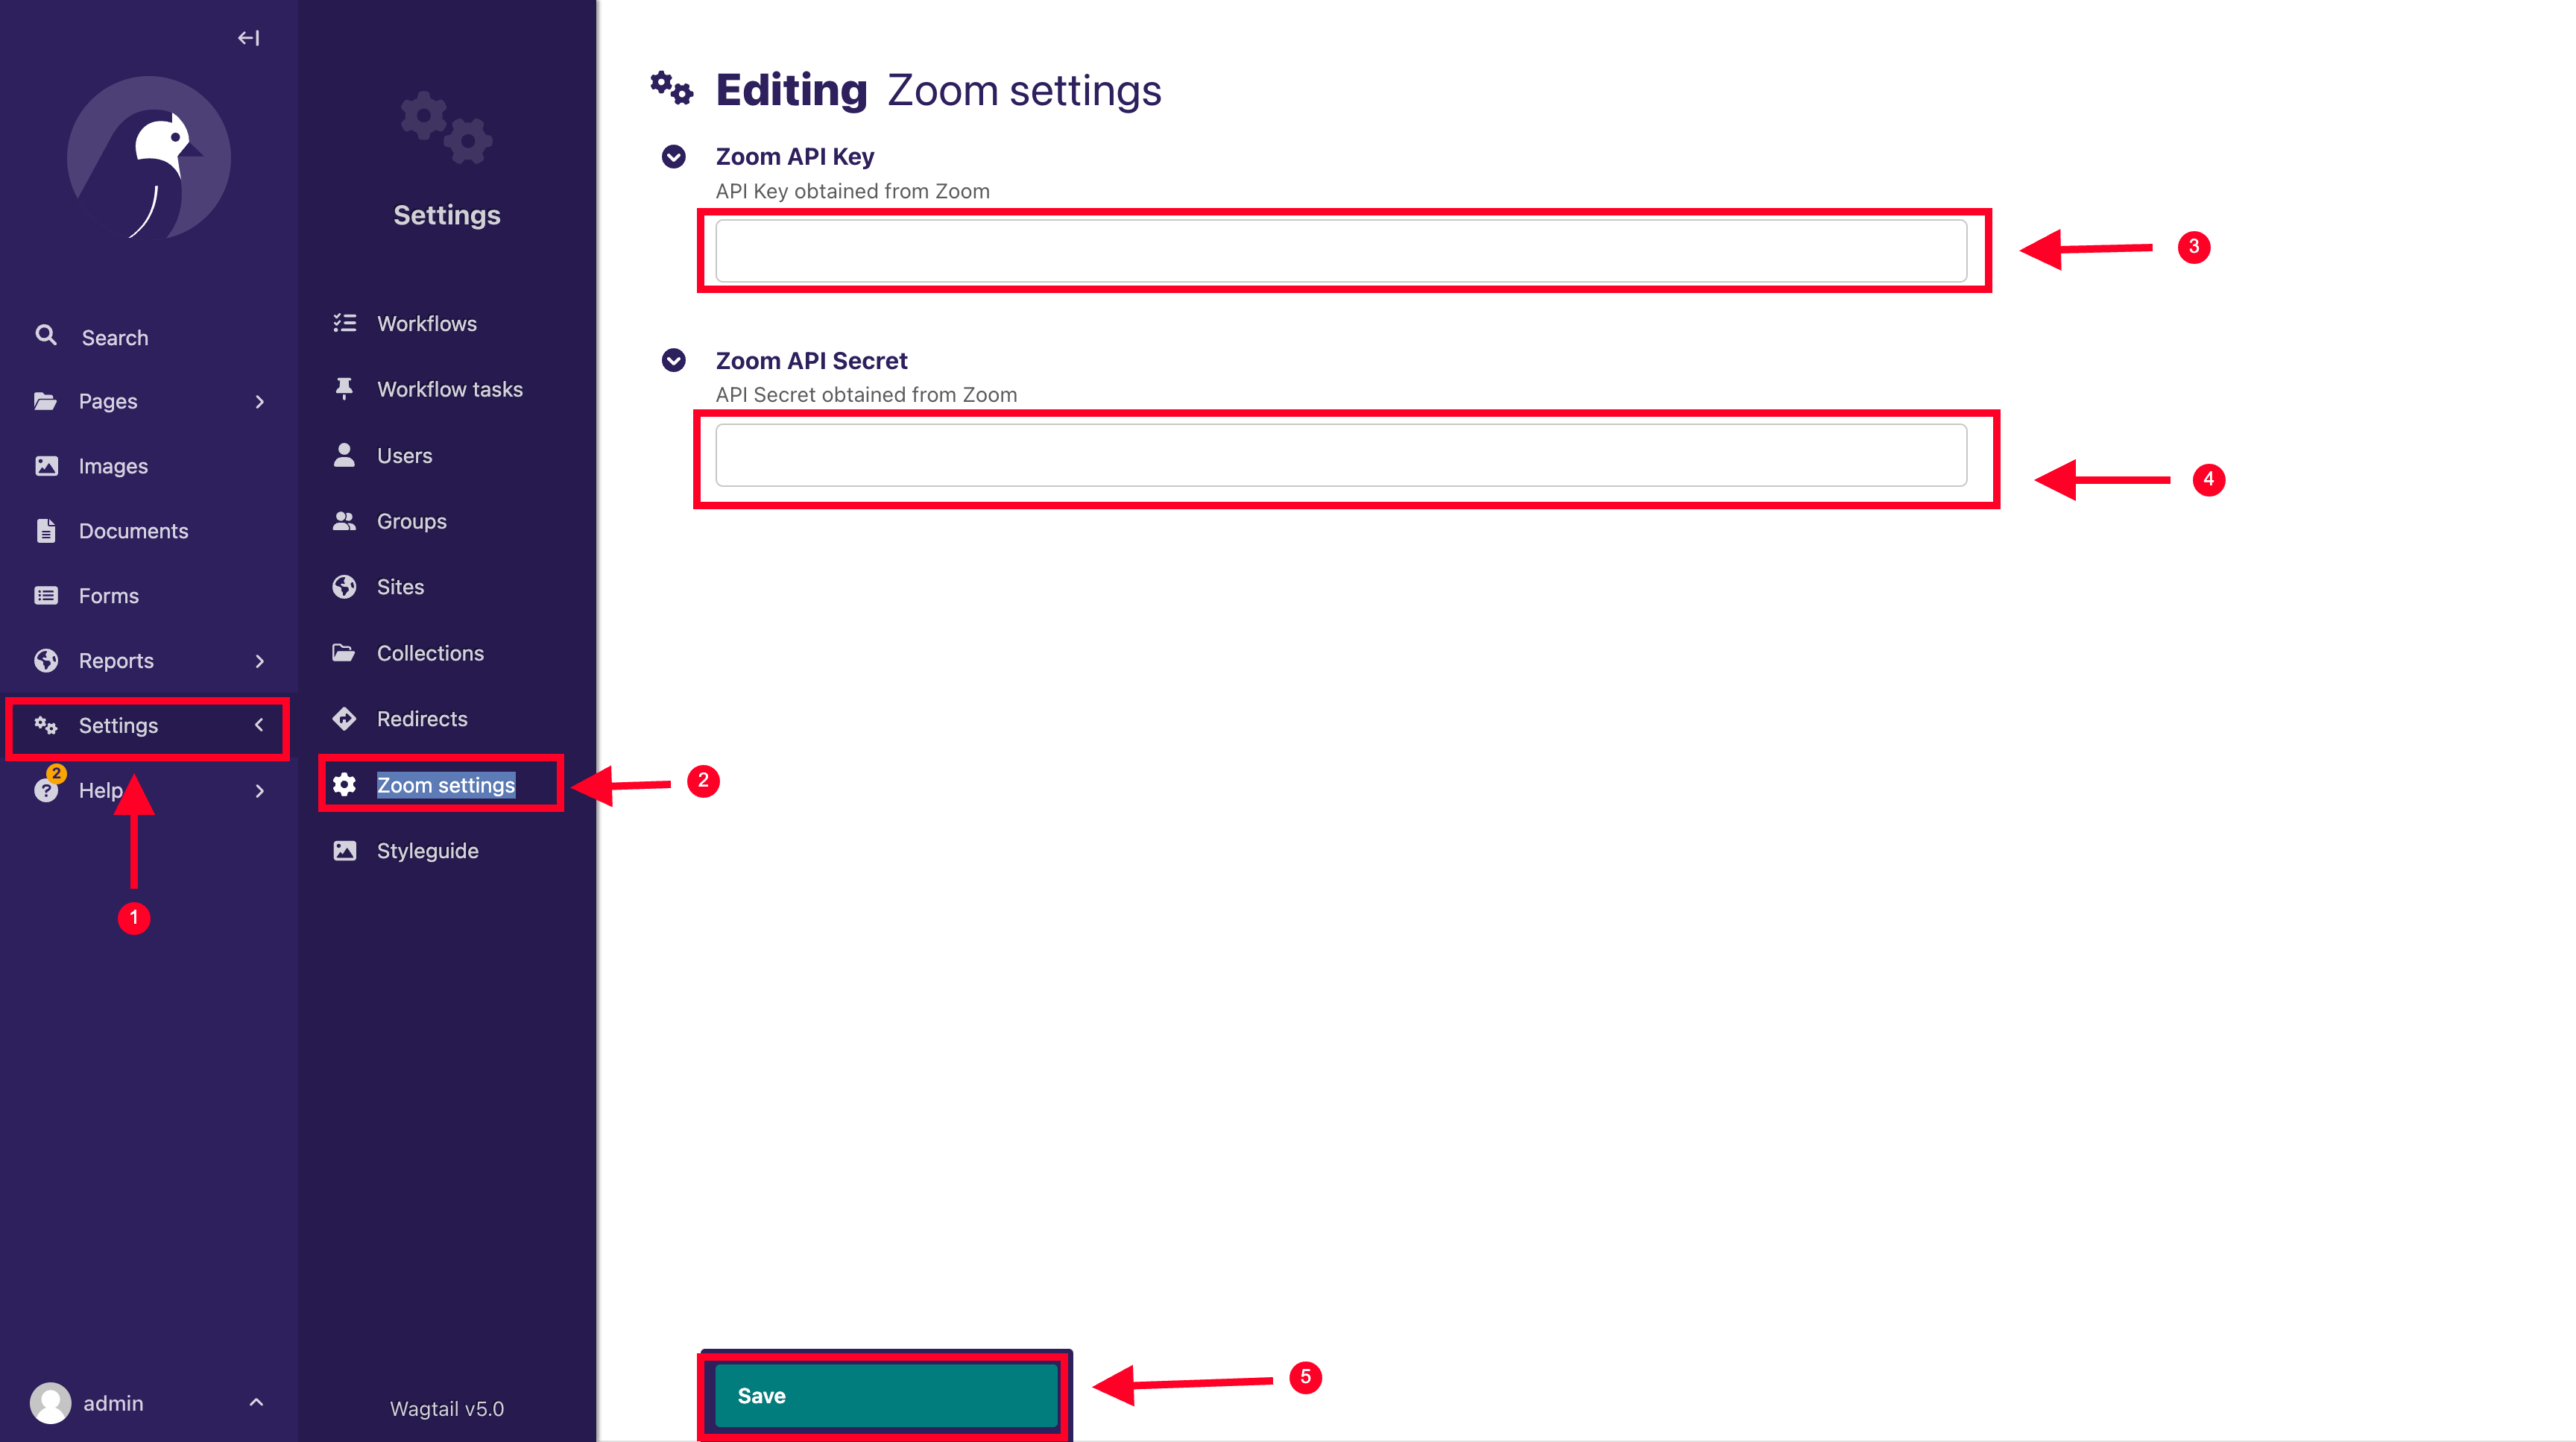 Search
Pages
Images
Documents
Forms
Reports
Settings
2
Help
1
admin
Settings
Workflows
Workflow tasks
Users
Groups
Sites
Collections
Redirects
Zoom settings
2
Styleguide
Wagtail v5.0
Editing Zoom settings
Zoom API Key
API Key obtained from Zoom
3
Zoom API Secret
API Secret obtained from Zoom
4
Save
5